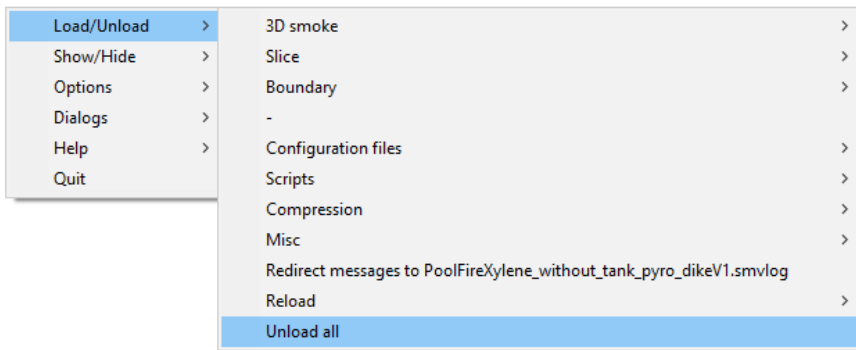 Load/Unload
Show/Hide
Options
Dialogs
Help
Quit
3D smoke
Slice
Boundary
-
Configuration files
Scripts
Compression
Misc
Redirect messages to PoolFireXylene_without_tank_pyro_dikeV1.smvlog
Reload
Unload all